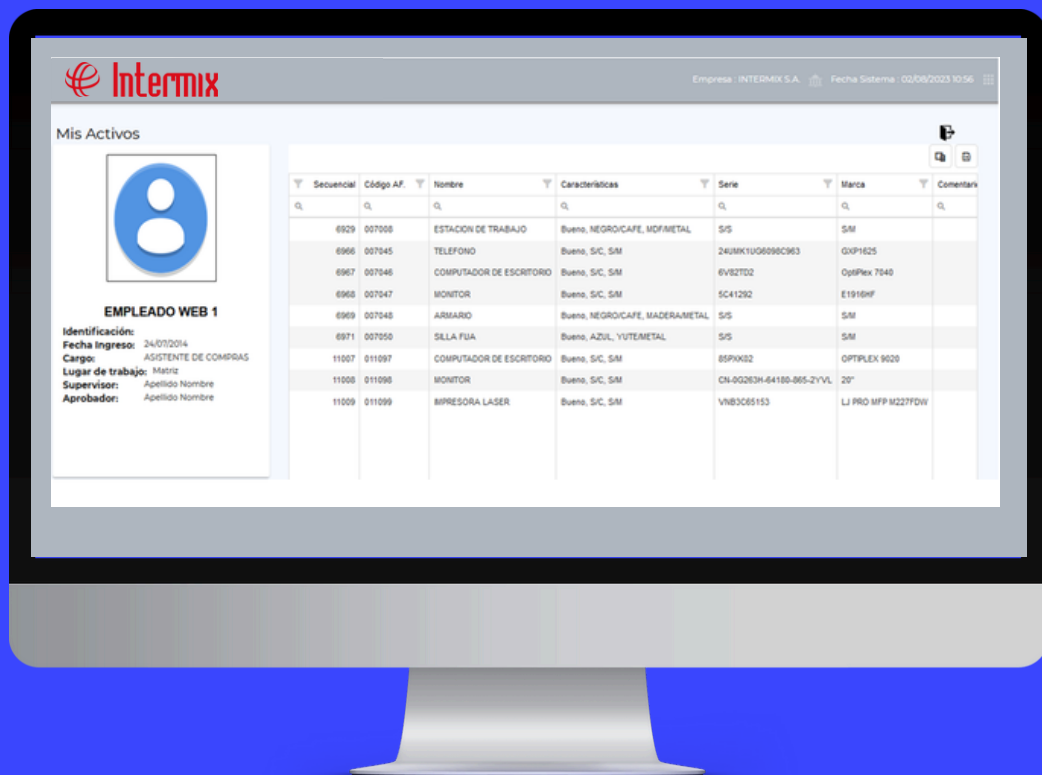 Intermix
Empresa : INTERMIX S.A. Fecha Sistema : 02/08/2023 10:56
Mis Activos
EMPLEADO WEB 1
Identificación:
Fecha Ingreso: 24/07/2014
Cargo: ASISTENTE DE COMPRAS
Lugar de trabajo: Matriz
Supervisor: Apellido Nombre
Aprobador: Apellido Nombre
Secuencial Código AF. Nombre Características Serie Marca Comentario
6929 007008 ESTACION DE TRABAJO Bueno, NEGRO/CAFE, MDF/METAL S/S S/M
6966 007045 TELEFONO Bueno, S/C, S/M 24UMK1UG6098C963 GXP1625
6967 007046 COMPUTADOR DE ESCRITORIO Bueno, S/C, S/M 6V82TD2 OptiPlex 7040
6968 007047 MONITOR Bueno, S/C, S/M 5C41292 E1916HF
6969 007048 ARMARIO Bueno, NEGRO/CAFE, MADERA/METAL S/S S/M
6971 007050 SILLA FIJA Bueno, AZUL, YUTE/METAL S/S S/M
11007 011097 COMPUTADOR DE ESCRITORIO Bueno, S/C, S/M 85PXK02 OPTIPLEX 9020
11008 011098 MONITOR Bueno, S/C, S/M CN-0G263H-64180-865-2YVL 20"
11009 011099 IMPRESORA LASER Bueno, S/C, S/M VNB3C65153 LJ PRO MFP M227FDW